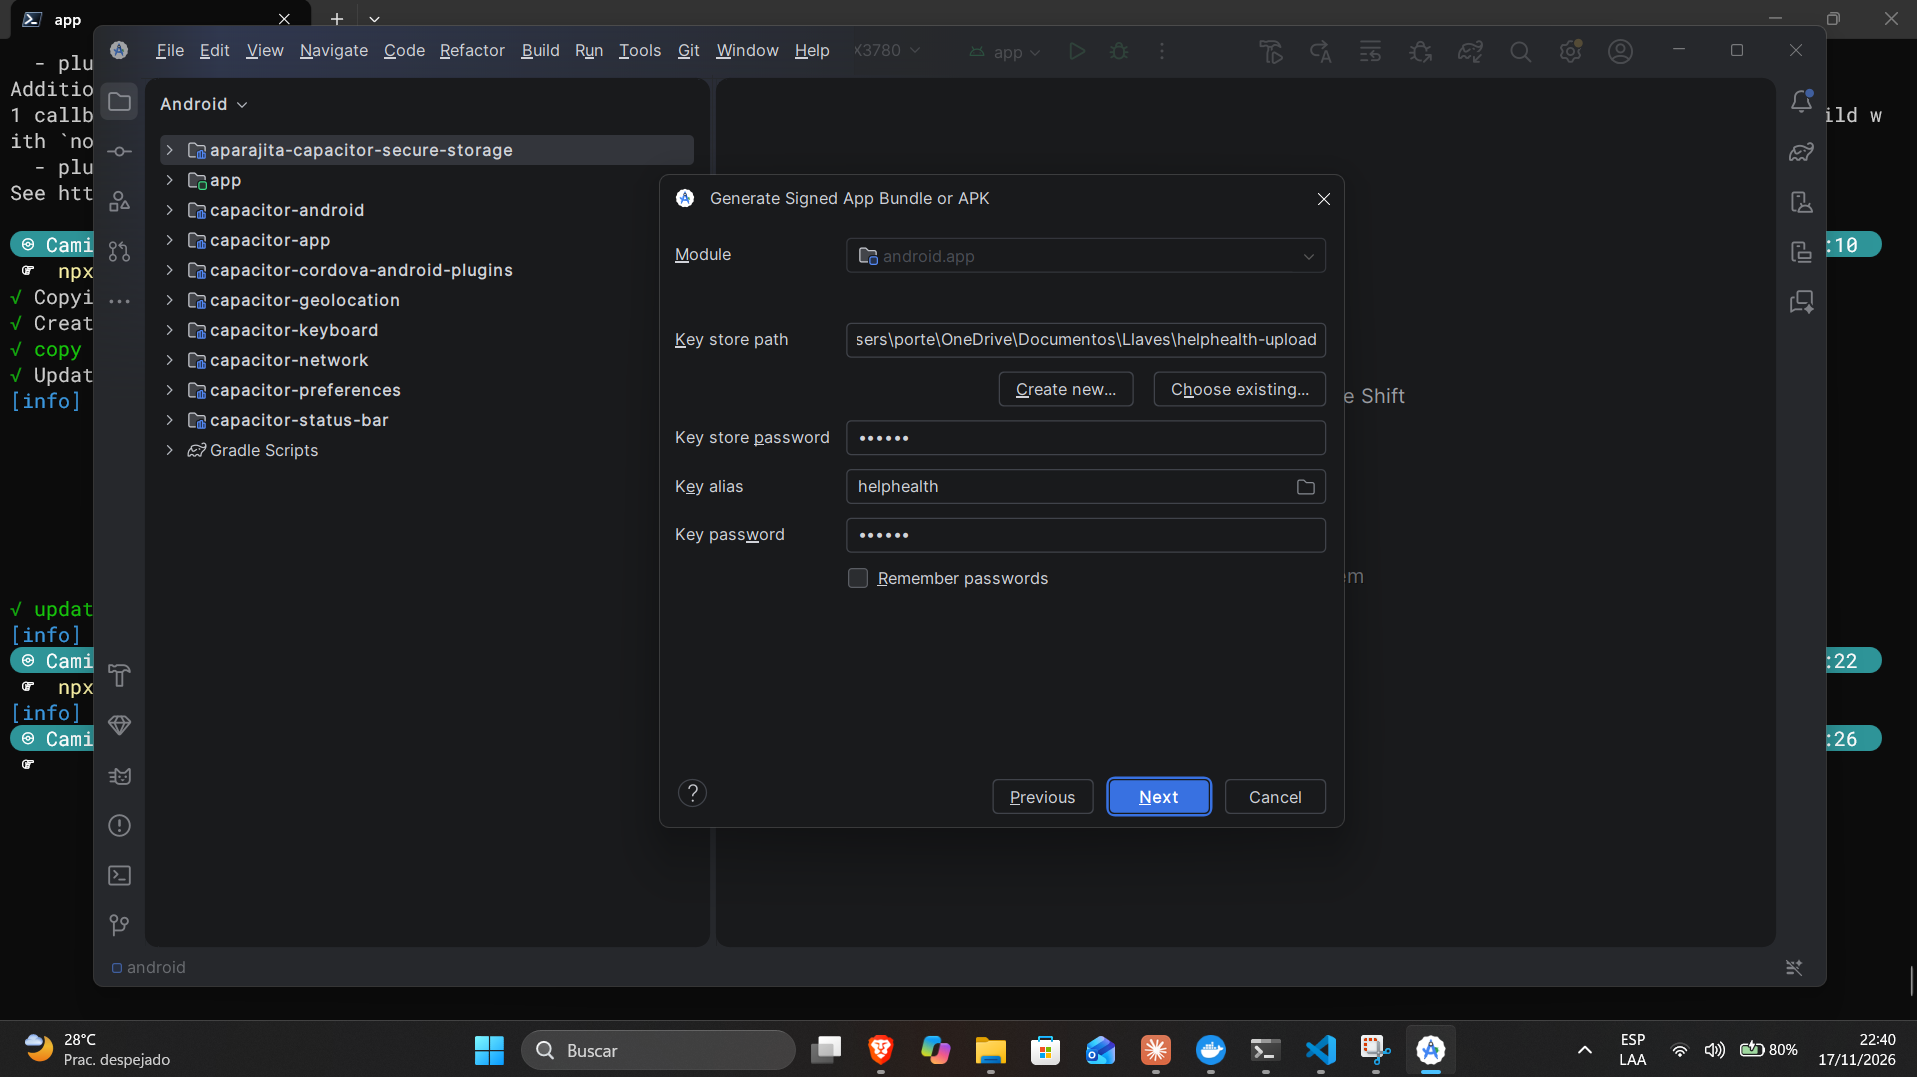 app
- plu
Additio
1 callb
ild w
ith `no
- plu
See htt
Cami
:10
npx
√ Copyi
√ Creat
√ copy
√ Updat
[info]
√ updat
[info]
Cami
:22
npx
[info]
Cami
:26
File Edit View Navigate Code Refactor Build Run Tools Git Window Help
X3780
app
Android
aparajita-capacitor-secure-storage
app
capacitor-android
capacitor-app
capacitor-cordova-android-plugins
capacitor-geolocation
capacitor-keyboard
capacitor-network
capacitor-preferences
capacitor-status-bar
Gradle Scripts
e Shift
em
Generate Signed App Bundle or APK
Module
android.app
Key store path
sers\porte\OneDrive\Documentos\Llaves\helphealth-upload
Create new...
Choose existing...
Key store password
••••••
Key alias
helphealth
Key password
••••••
Remember passwords
?
Previous
Next
Cancel
android
28°C
Prac. despejado
Buscar
ESP
LAA
80%
22:40
17/11/2026